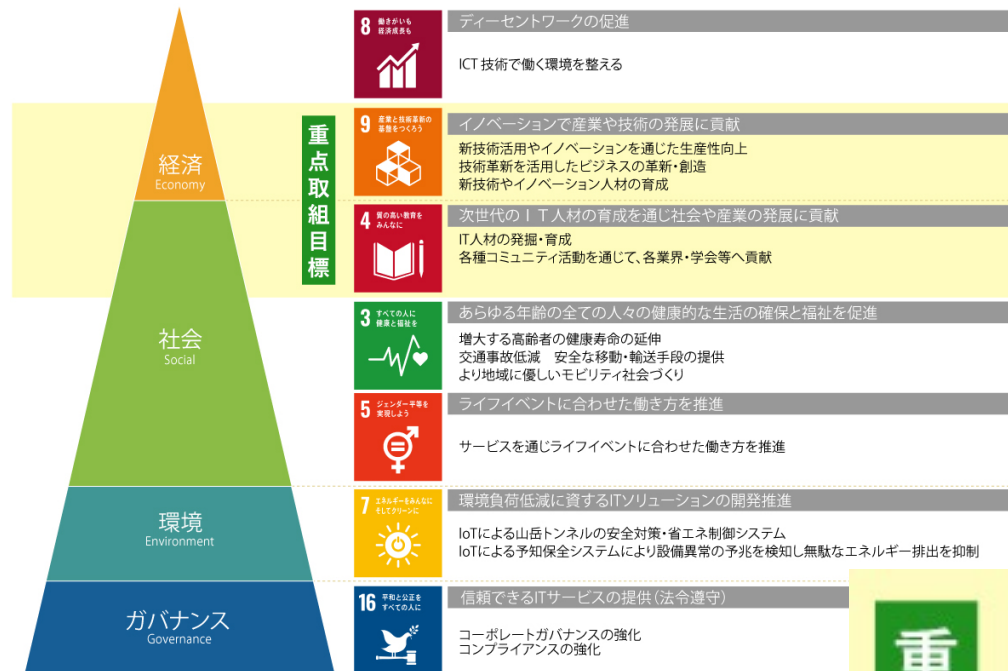 8 働きがいも
経済成長も
ディーセントワークの促進
ICT 技術で働く環境を整える
経済
Economy
重点取組目標
9 産業と技術革新の
基盤をつくろう
イノベーションで産業や技術の発展に貢献
新技術活用やイノベーションを通じた生産性向上
技術革新を活用したビジネスの革新・創造
新技術やイノベーション人材の育成
4 質の高い教育を
みんなに
次世代のIT人材の育成を通じ社会や産業の発展に貢献
IT人材の発掘・育成
各種コミュニティ活動を通じて、各業界・学会等へ貢献
社会
Social
3 すべての人に
健康と福祉を
あらゆる年齢の全ての人々の健康的な生活の確保と福祉を促進
増大する高齢者の健康寿命の延伸
交通事故低減 安全な移動・輸送手段の提供
より地域に優しいモビリティ社会づくり
5 ジェンダー平等を
実現しよう
ライフイベントに合わせた働き方を推進
サービスを通じライフイベントに合わせた働き方を推進
環境
Environment
7 エネルギーをみんなに
そしてクリーンに
環境負荷低減に資するITソリューションの開発推進
IoTによる山岳トンネルの安全対策・省エネ制御システム
IoTによる予知保全システムにより設備異常の予兆を検知し無駄なエネルギー排出を抑制
ガバナンス
Governance
16 平和と公正を
すべての人に
信頼できるITサービスの提供(法令遵守)
コーポレートガバナンスの強化
コンプライアンスの強化
重